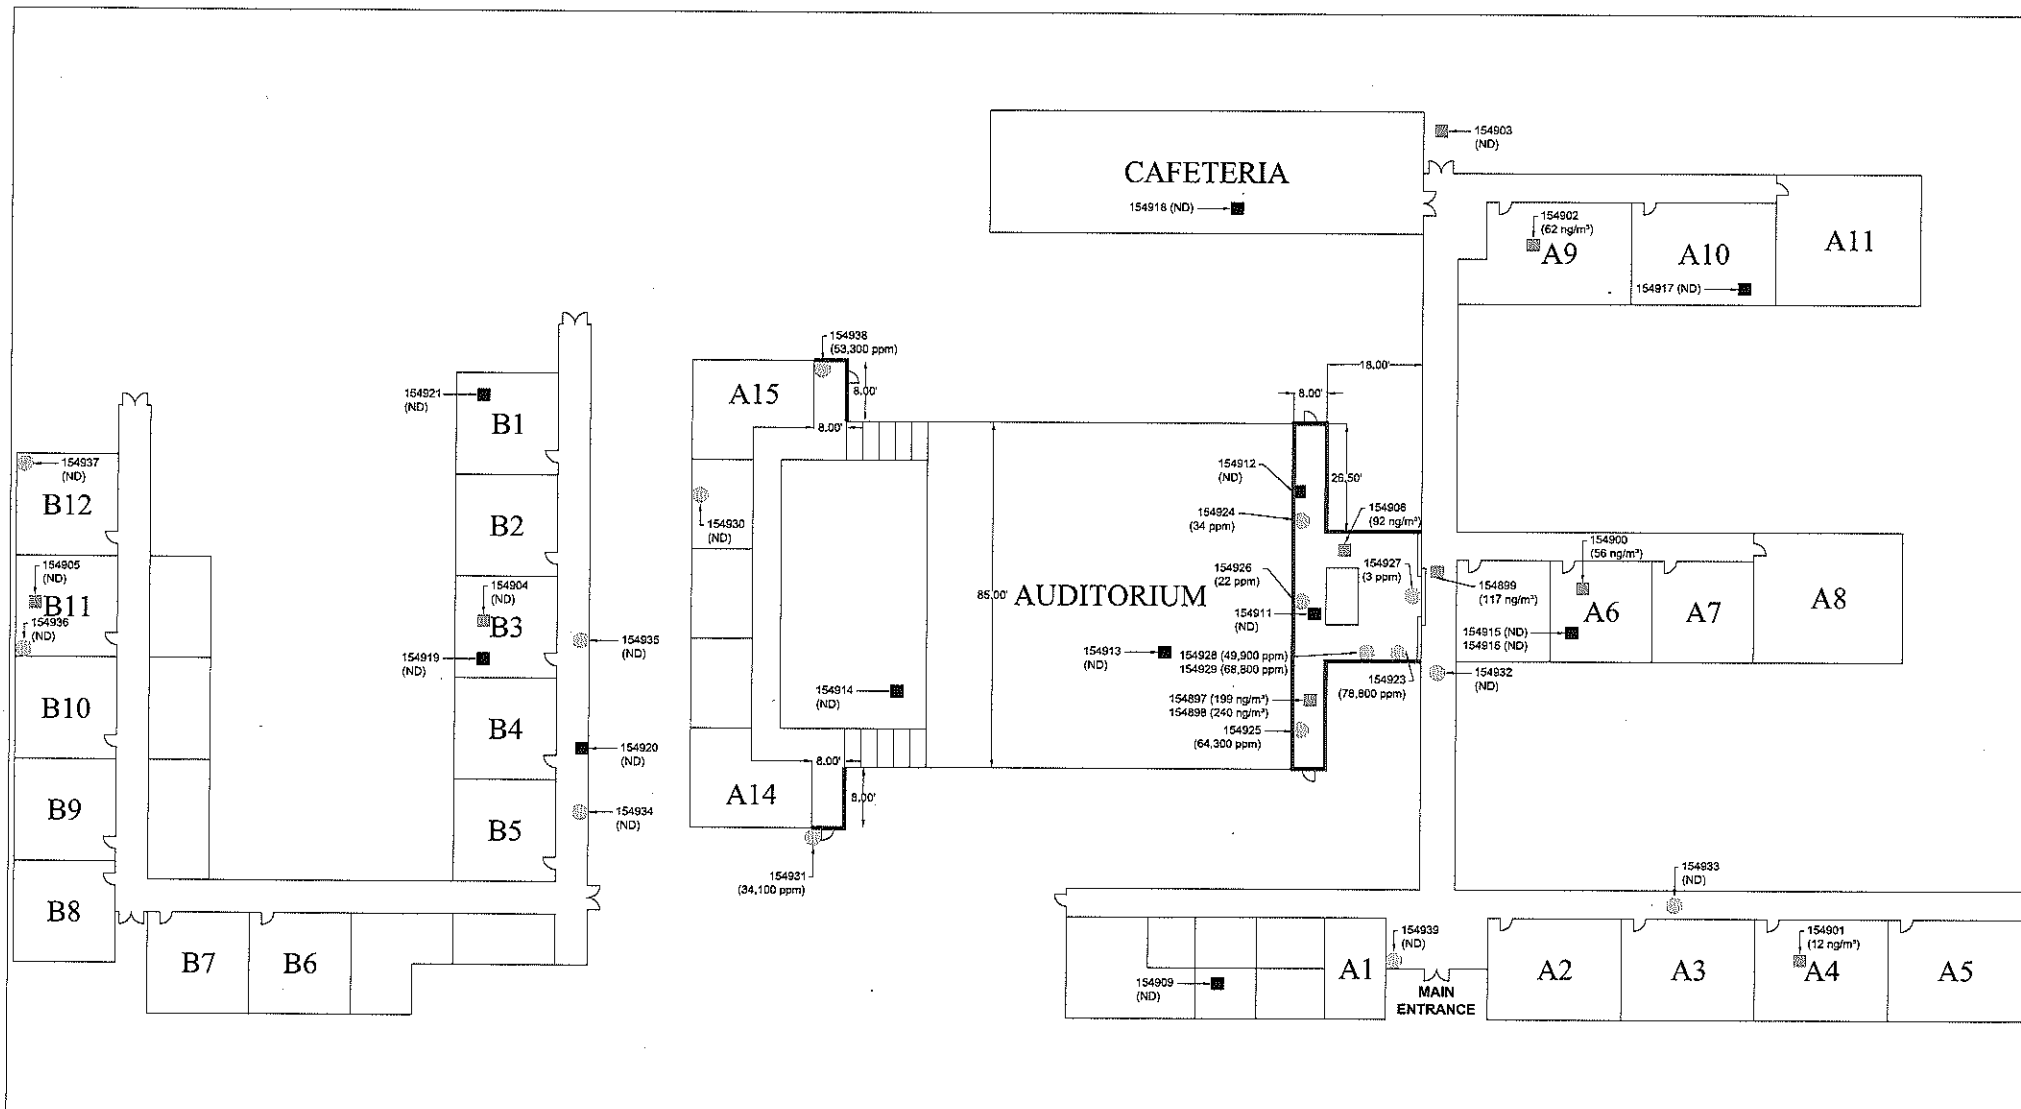 154903
(ND)
CAFETERIA
154918 (ND)
154902
(62 ng/m³)
A9
A10
A11
154917 (ND)
154938
(53,300 ppm)
18.00'
8.00'
8.00'
A15
8.00'
154921
(ND)
B1
154937
(ND)
B12
154912
(ND)
26.50'
154924
(34 ppm)
154908
(92 ng/m³)
B2
154930
(ND)
154900
(56 ng/m³)
154905
(ND)
B11
154936
(ND)
154904
(ND)
B3
154926
(22 ppm)
154927
(3 ppm)
154899
(117 ng/m³)
85.00'
AUDITORIUM
154911
(ND)
A6
A7
A8
154935
(ND)
154915 (ND)
154916 (ND)
154919
(ND)
154913
(ND)
154928 (49,900 ppm)
154929 (68,800 ppm)
154923
(78,800 ppm)
154932
(ND)
154914
(ND)
154897 (199 ng/m³)
154898 (240 ng/m³)
154925
(64,300 ppm)
B10
B4
154920
(ND)
8.00'
8.00'
A14
B9
B5
154934
(ND)
154931
(34,100 ppm)
154933
(ND)
B8
B7
B6
154939
(ND)
154901
(12 ng/m³)
154909
(ND)
A1
A2
A3
A4
A5
MAIN
ENTRANCE